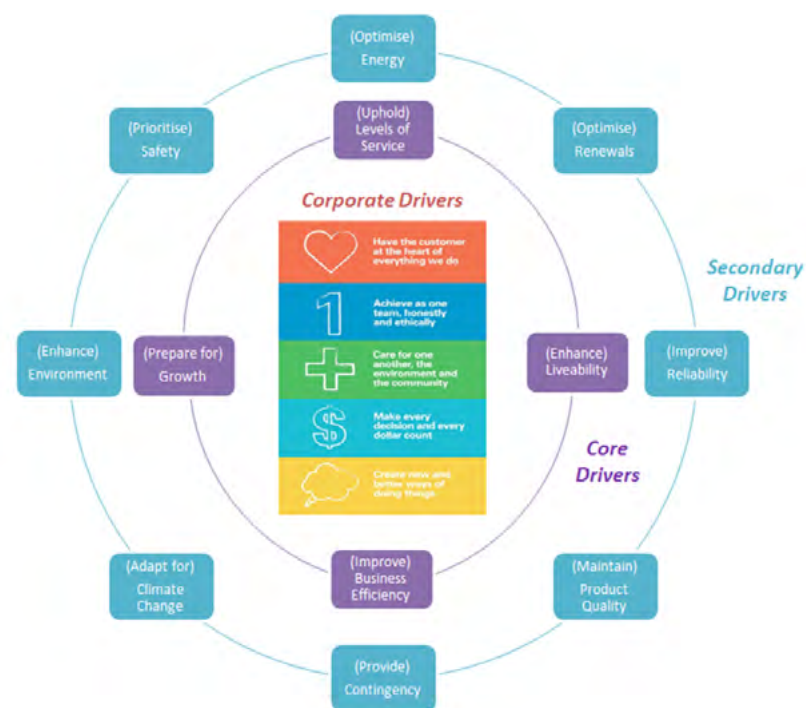 (Optimise)
Energy
(Prioritise)
Safety
(Uphold)
Levels of
Service
(Optimise)
Renewals
Corporate Drivers
Have the customer
at the heart of
everything we do
1
Achieve as one
team, honestly
and ethically
Care for one
another, the
environment and
the community
$
Make every
decision and every
dollar count
Create new and
better ways of
doing things
Secondary
Drivers
(Enhance)
Environment
(Prepare for)
Growth
(Enhance)
Liveability
(Improve)
Reliability
Core
Drivers
(Adapt for)
Climate
Change
(Improve)
Business
Efficiency
(Maintain)
Product
Quality
(Provide)
Contingency